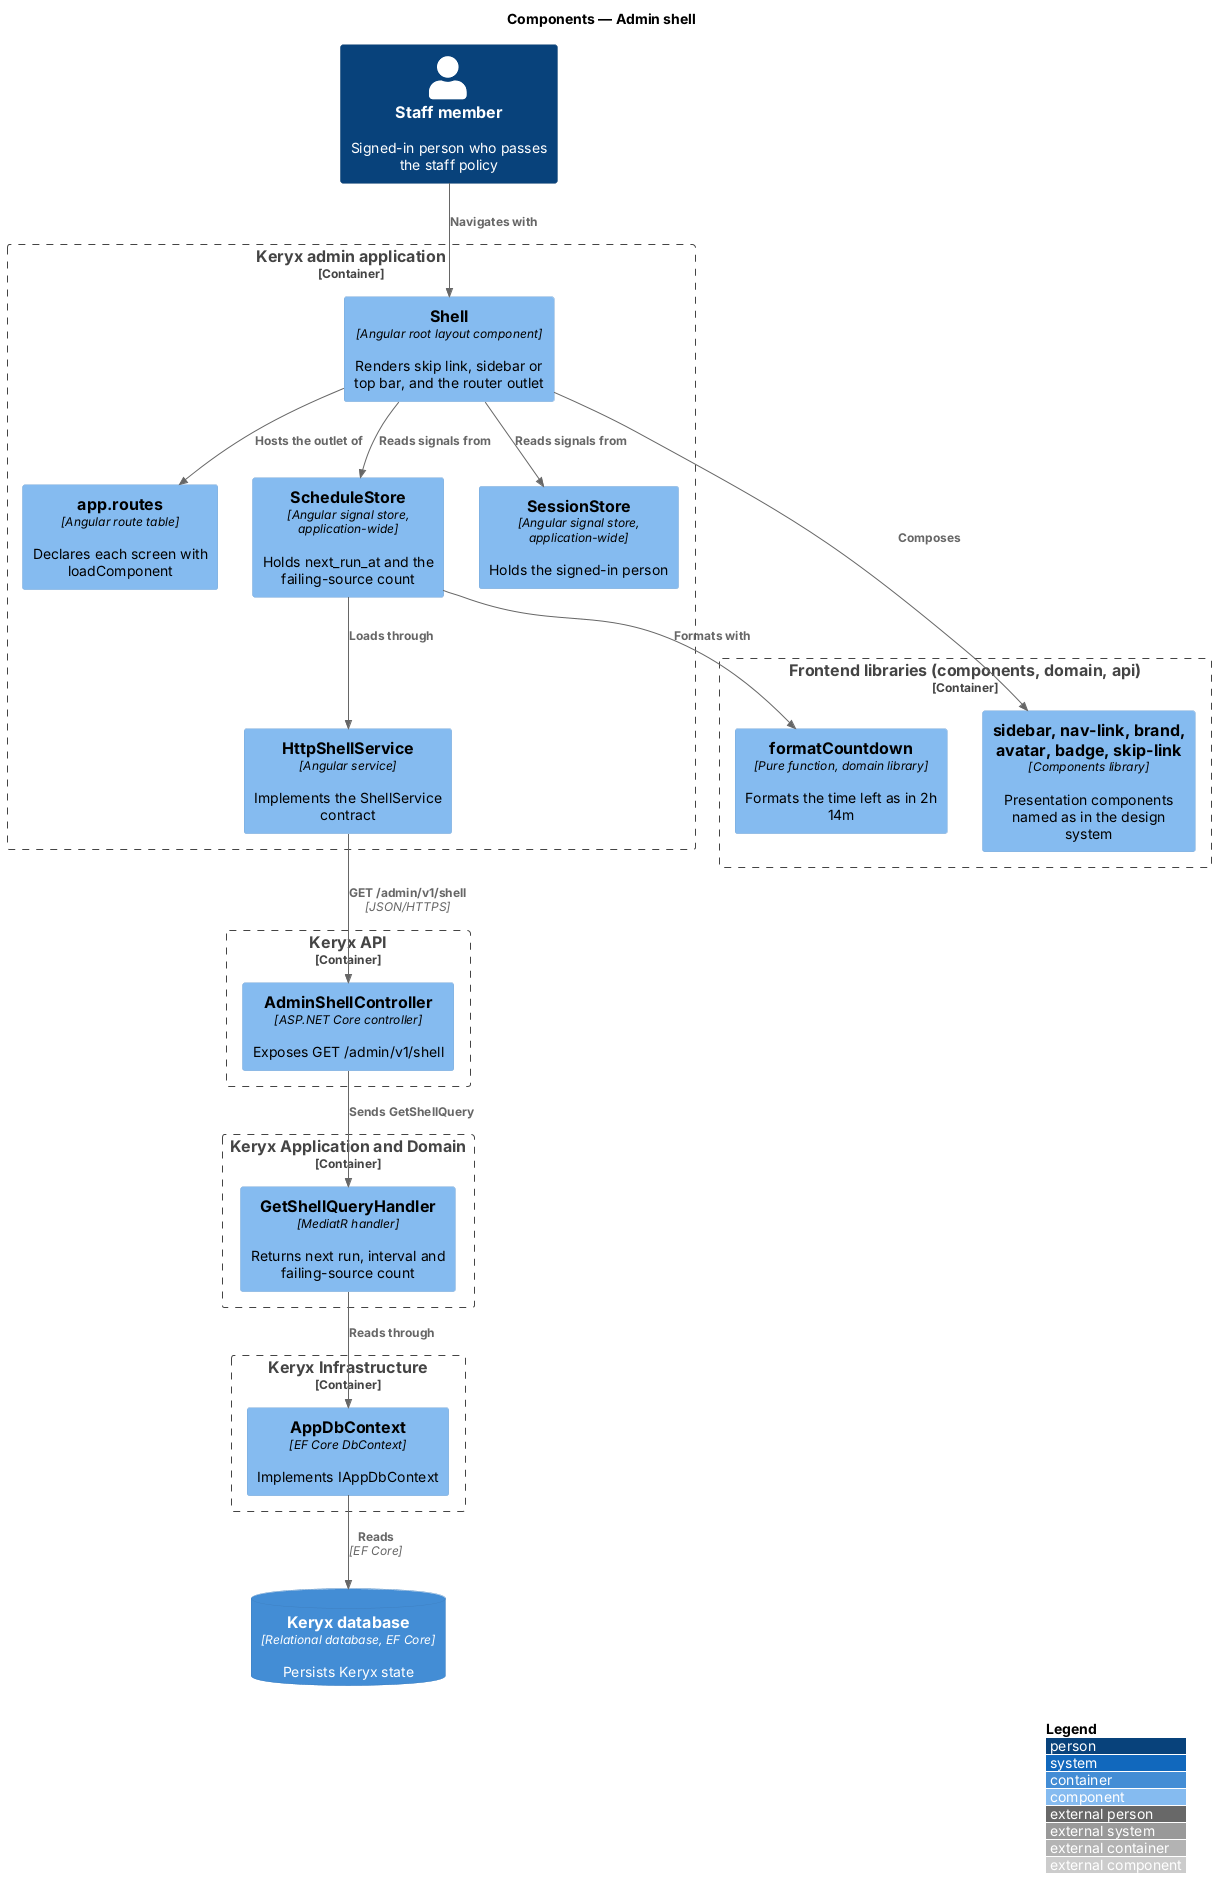 Components — Admin shell
Staff member
Signed-in person who passes
the staff policy
Navigates with
Keryx admin application
[Container]
Shell
[Angular root layout component]
Renders skip link, sidebar or
top bar, and the router outlet
Hosts the outlet of
Reads signals from
Reads signals from
Composes
app.routes
[Angular route table]
Declares each screen with
loadComponent
ScheduleStore
[Angular signal store,
application-wide]
Holds next_run_at and the
failing-source count
SessionStore
[Angular signal store,
application-wide]
Holds the signed-in person
Loads through
Formats with
Frontend libraries (components, domain, api)
[Container]
HttpShellService
[Angular service]
Implements the ShellService
contract
formatCountdown
[Pure function, domain library]
Formats the time left as in 2h
14m
sidebar, nav-link, brand,
avatar, badge, skip-link
[Components library]
Presentation components
named as in the design
system
GET /admin/v1/shell
[JSON/HTTPS]
Keryx API
[Container]
AdminShellController
[ASP.NET Core controller]
Exposes GET /admin/v1/shell
Sends GetShellQuery
Keryx Application and Domain
[Container]
GetShellQueryHandler
[MediatR handler]
Returns next run, interval and
failing-source count
Reads through
Keryx Infrastructure
[Container]
AppDbContext
[EF Core DbContext]
Implements IAppDbContext
Reads
[EF Core]
Keryx database
[Relational database, EF Core]
Persists Keryx state
Legend
person
system
container
component
external person
external system
external container
external component